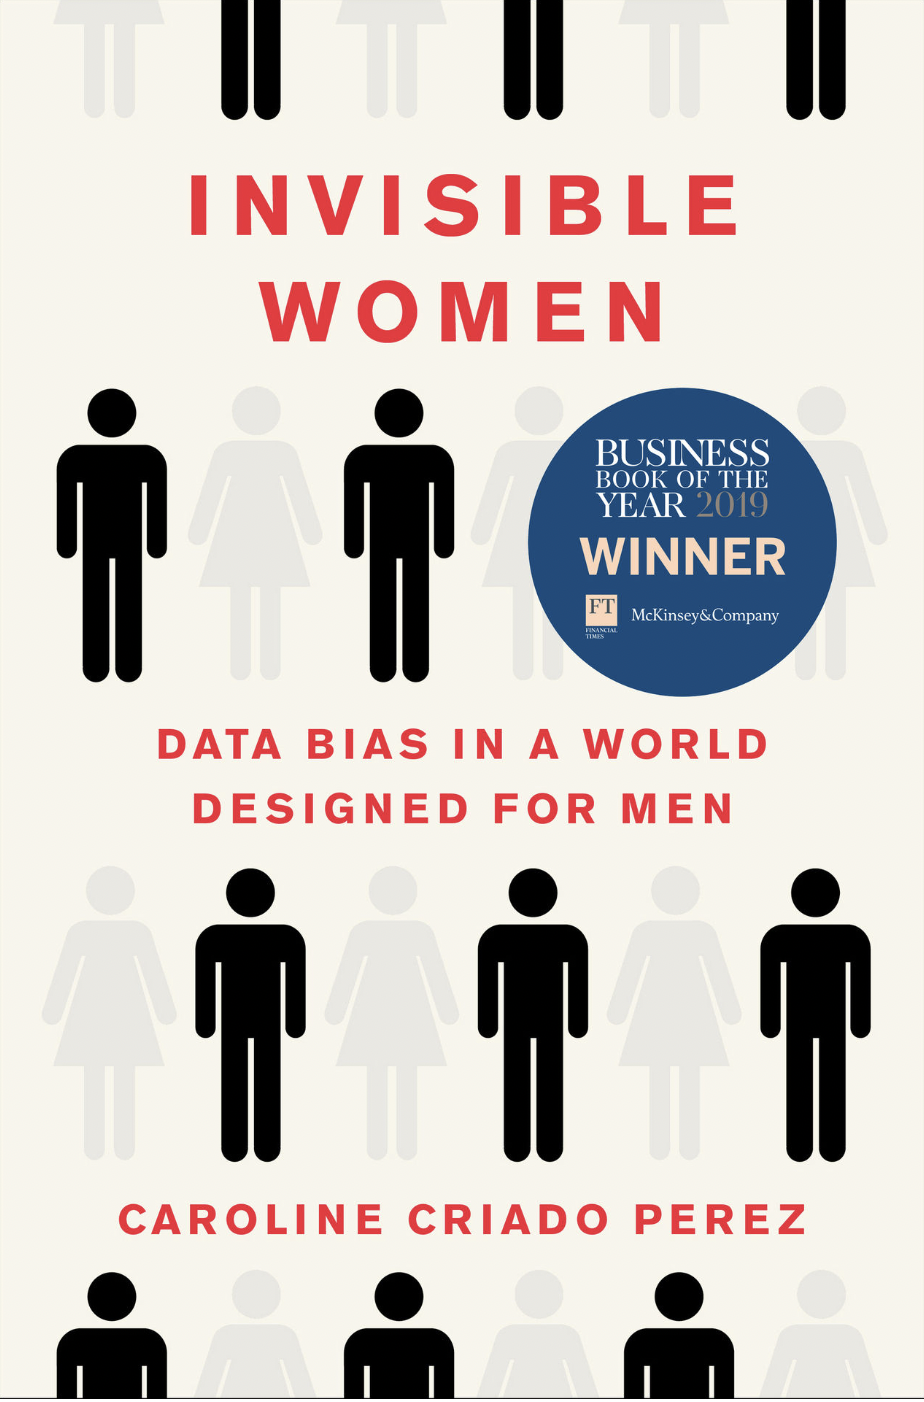 INVISIBLE
WOMEN
BUSINESS
BOOK OF THE
YEAR 2019
WINNER
FT
FINANCIAL
TIMES
McKinsey&Company
DATA BIAS IN A WORLD
DESIGNED FOR MEN
CAROLINE CRIADO PEREZ